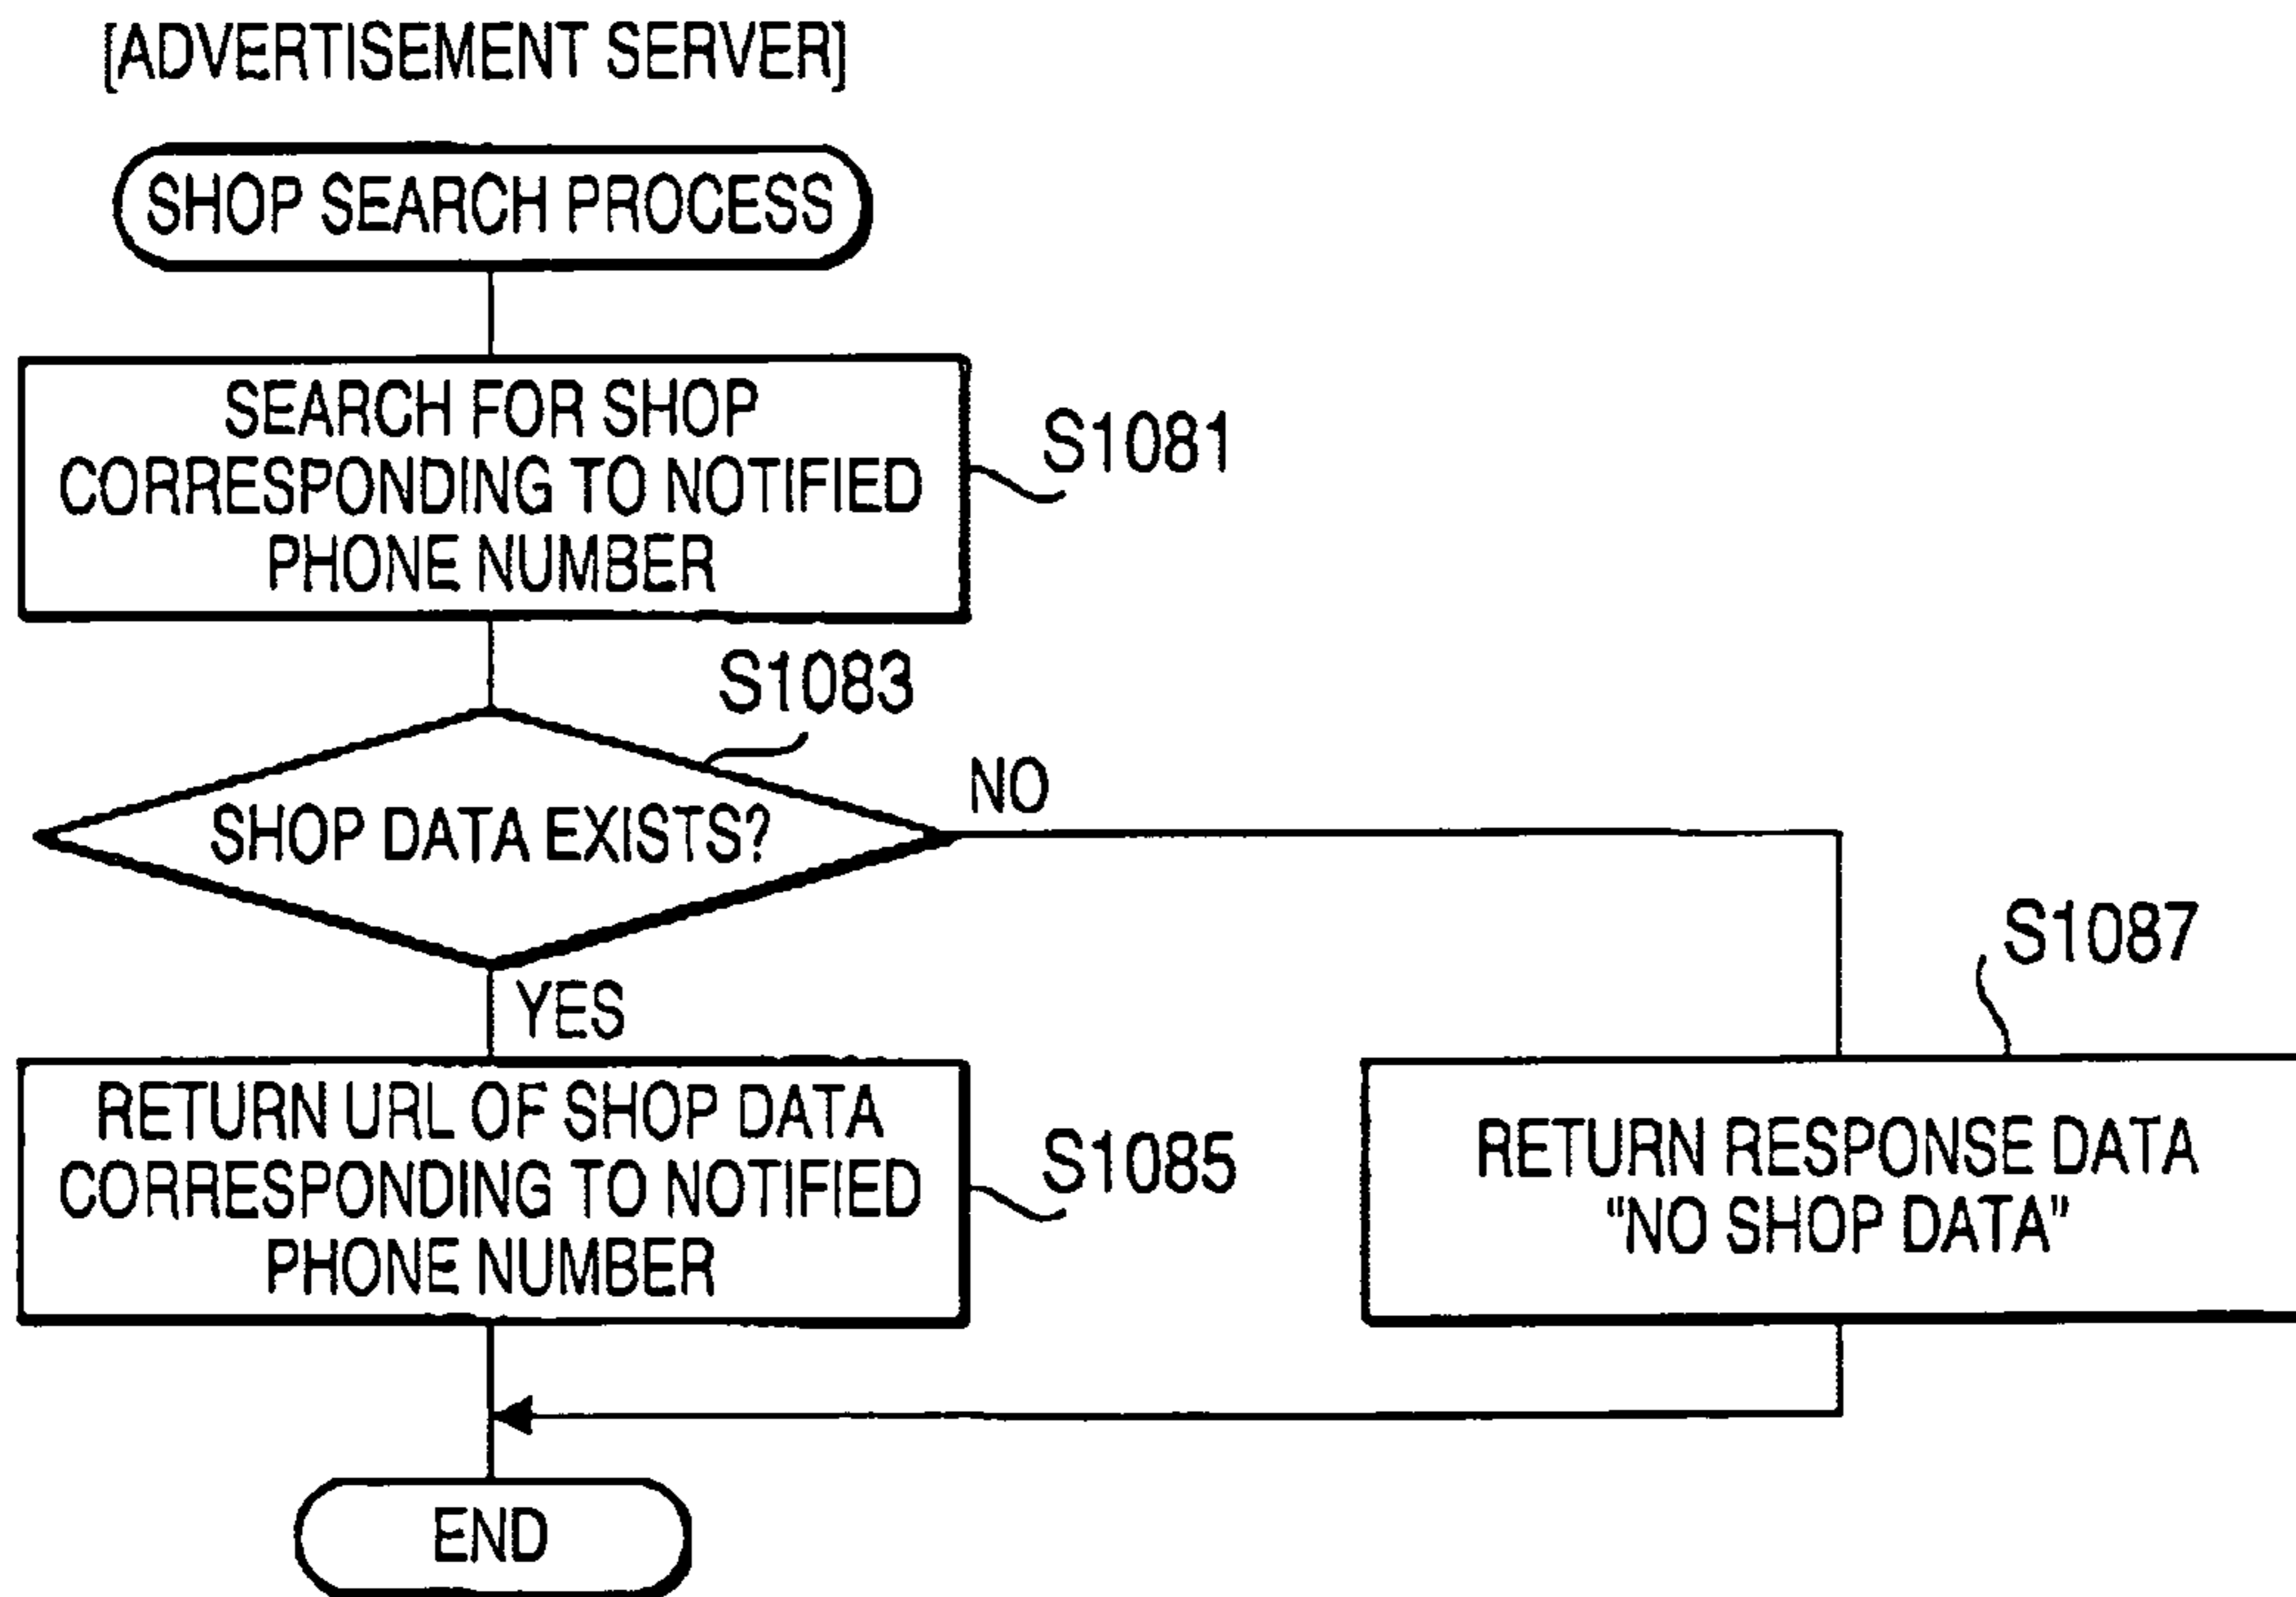 [ADVERTISEMENT SERVER]
SHOP SEARCH PROCESS
SEARCH FOR SHOP
CORRESPONDING TO NOTIFIED
PHONE NUMBER
S1081
S1083
SHOP DATA EXISTS?
NO
YES
S1087
RETURN URL OF SHOP DATA
CORRESPONDING TO NOTIFIED
PHONE NUMBER
S1085
RETURN RESPONSE DATA
“NO SHOP DATA”
END